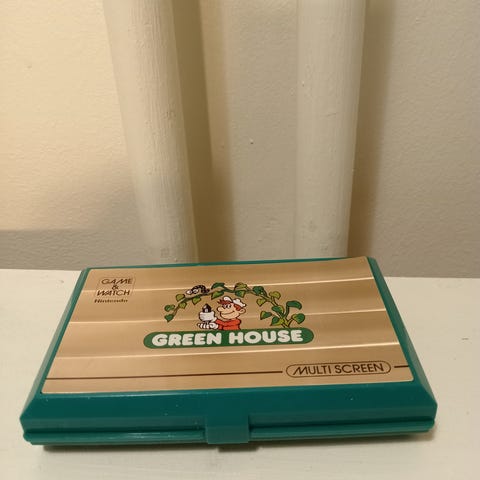 GAME
&
WATCH
Nintendo
GREEN HOUSE
MULTI SCREEN